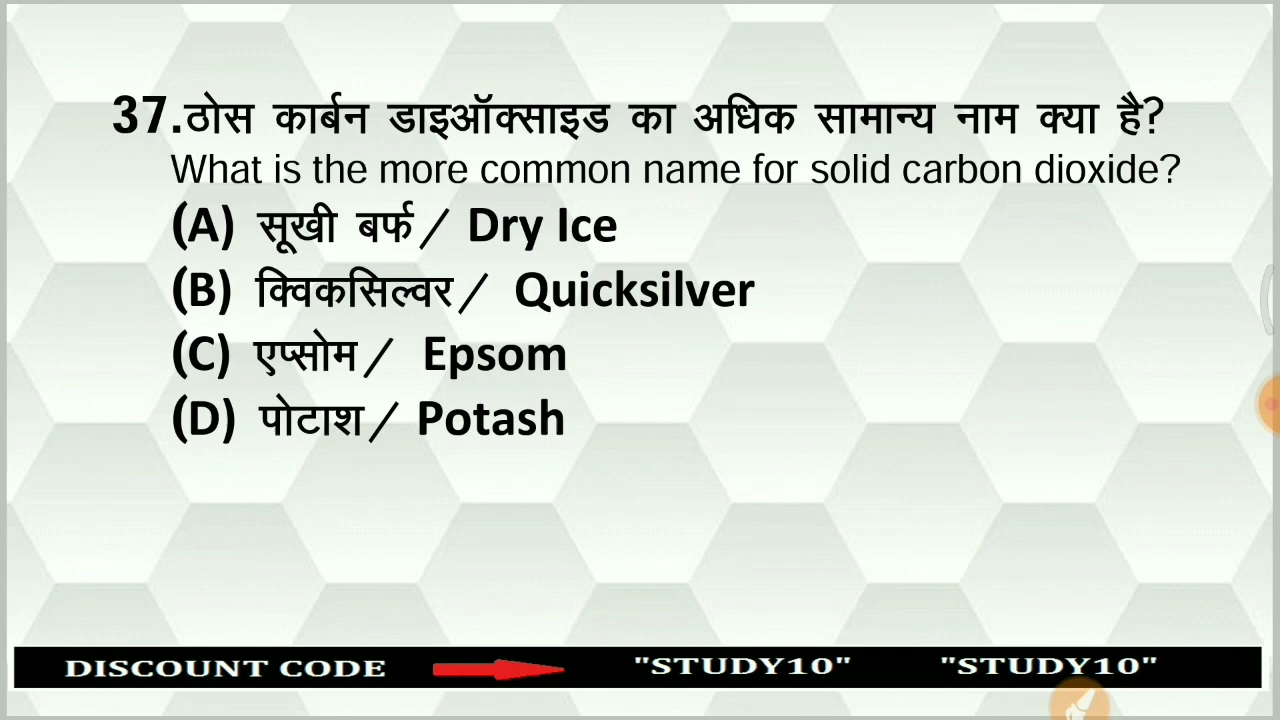 37.ठोस कार्बन डाइऑक्साइड का अधिक सामान्य नाम क्या है?
What is the more common name for solid carbon dioxide?
(A) सूखी बर्फ / Dry Ice
(B) क्विकसिल्वर / Quicksilver
(C) एप्सोम / Epsom
(D) पोटाश / Potash
DISCOUNT CODE "STUDY10" "STUDY10"